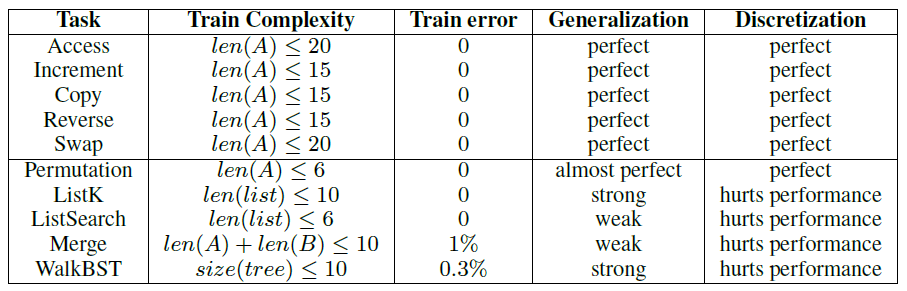 Task Train Complexity Train error Generalization Discretization
Access len(A) ≤ 20 0 perfect perfect
Increment len(A) ≤ 15 0 perfect perfect
Copy len(A) ≤ 15 0 perfect perfect
Reverse len(A) ≤ 15 0 perfect perfect
Swap len(A) ≤ 20 0 perfect perfect
Permutation len(A) ≤ 6 0 almost perfect perfect
ListK len(list) ≤ 10 0 strong hurts performance
ListSearch len(list) ≤ 6 0 weak hurts performance
Merge len(A) + len(B) ≤ 10 1% weak hurts performance
WalkBST size(tree) ≤ 10 0.3% strong hurts performance